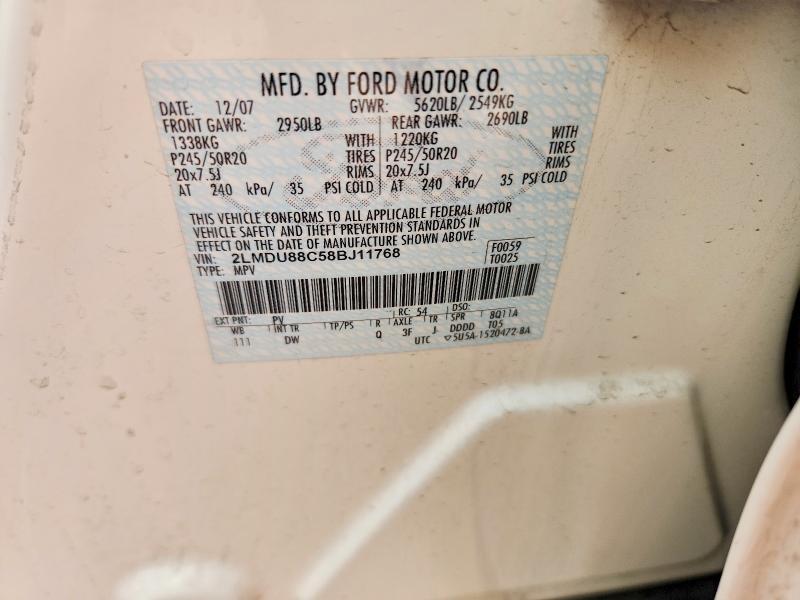 MFD. BY FORD MOTOR CO.
DATE: 12/07 GVWR: 5620LB/ 2549KG
FRONT GAWR: 2950LB REAR GAWR: 2690LB
1338KG WITH 1220KG WITH
P245/50R20 TIRES P245/50R20 TIRES
20x7.5J RIMS 20x7.5J RIMS
AT 240 kPa/ 35 PSI COLD AT 240 kPa/ 35 PSI COLD
THIS VEHICLE CONFORMS TO ALL APPLICABLE FEDERAL MOTOR
VEHICLE SAFETY AND THEFT PREVENTION STANDARDS IN
EFFECT ON THE DATE OF MANUFACTURE SHOWN ABOVE.
VIN: 2LMDU88C58BJ11768 F0059
TYPE: MPV T0025
EXT PNT: PV RC: 54 DSO:
WB INT TR TP/PS R AXLE TR SPR 8Q11A
111 DW Q 3F J DDDD T05
UTC ▽5U5A-1520472-BA